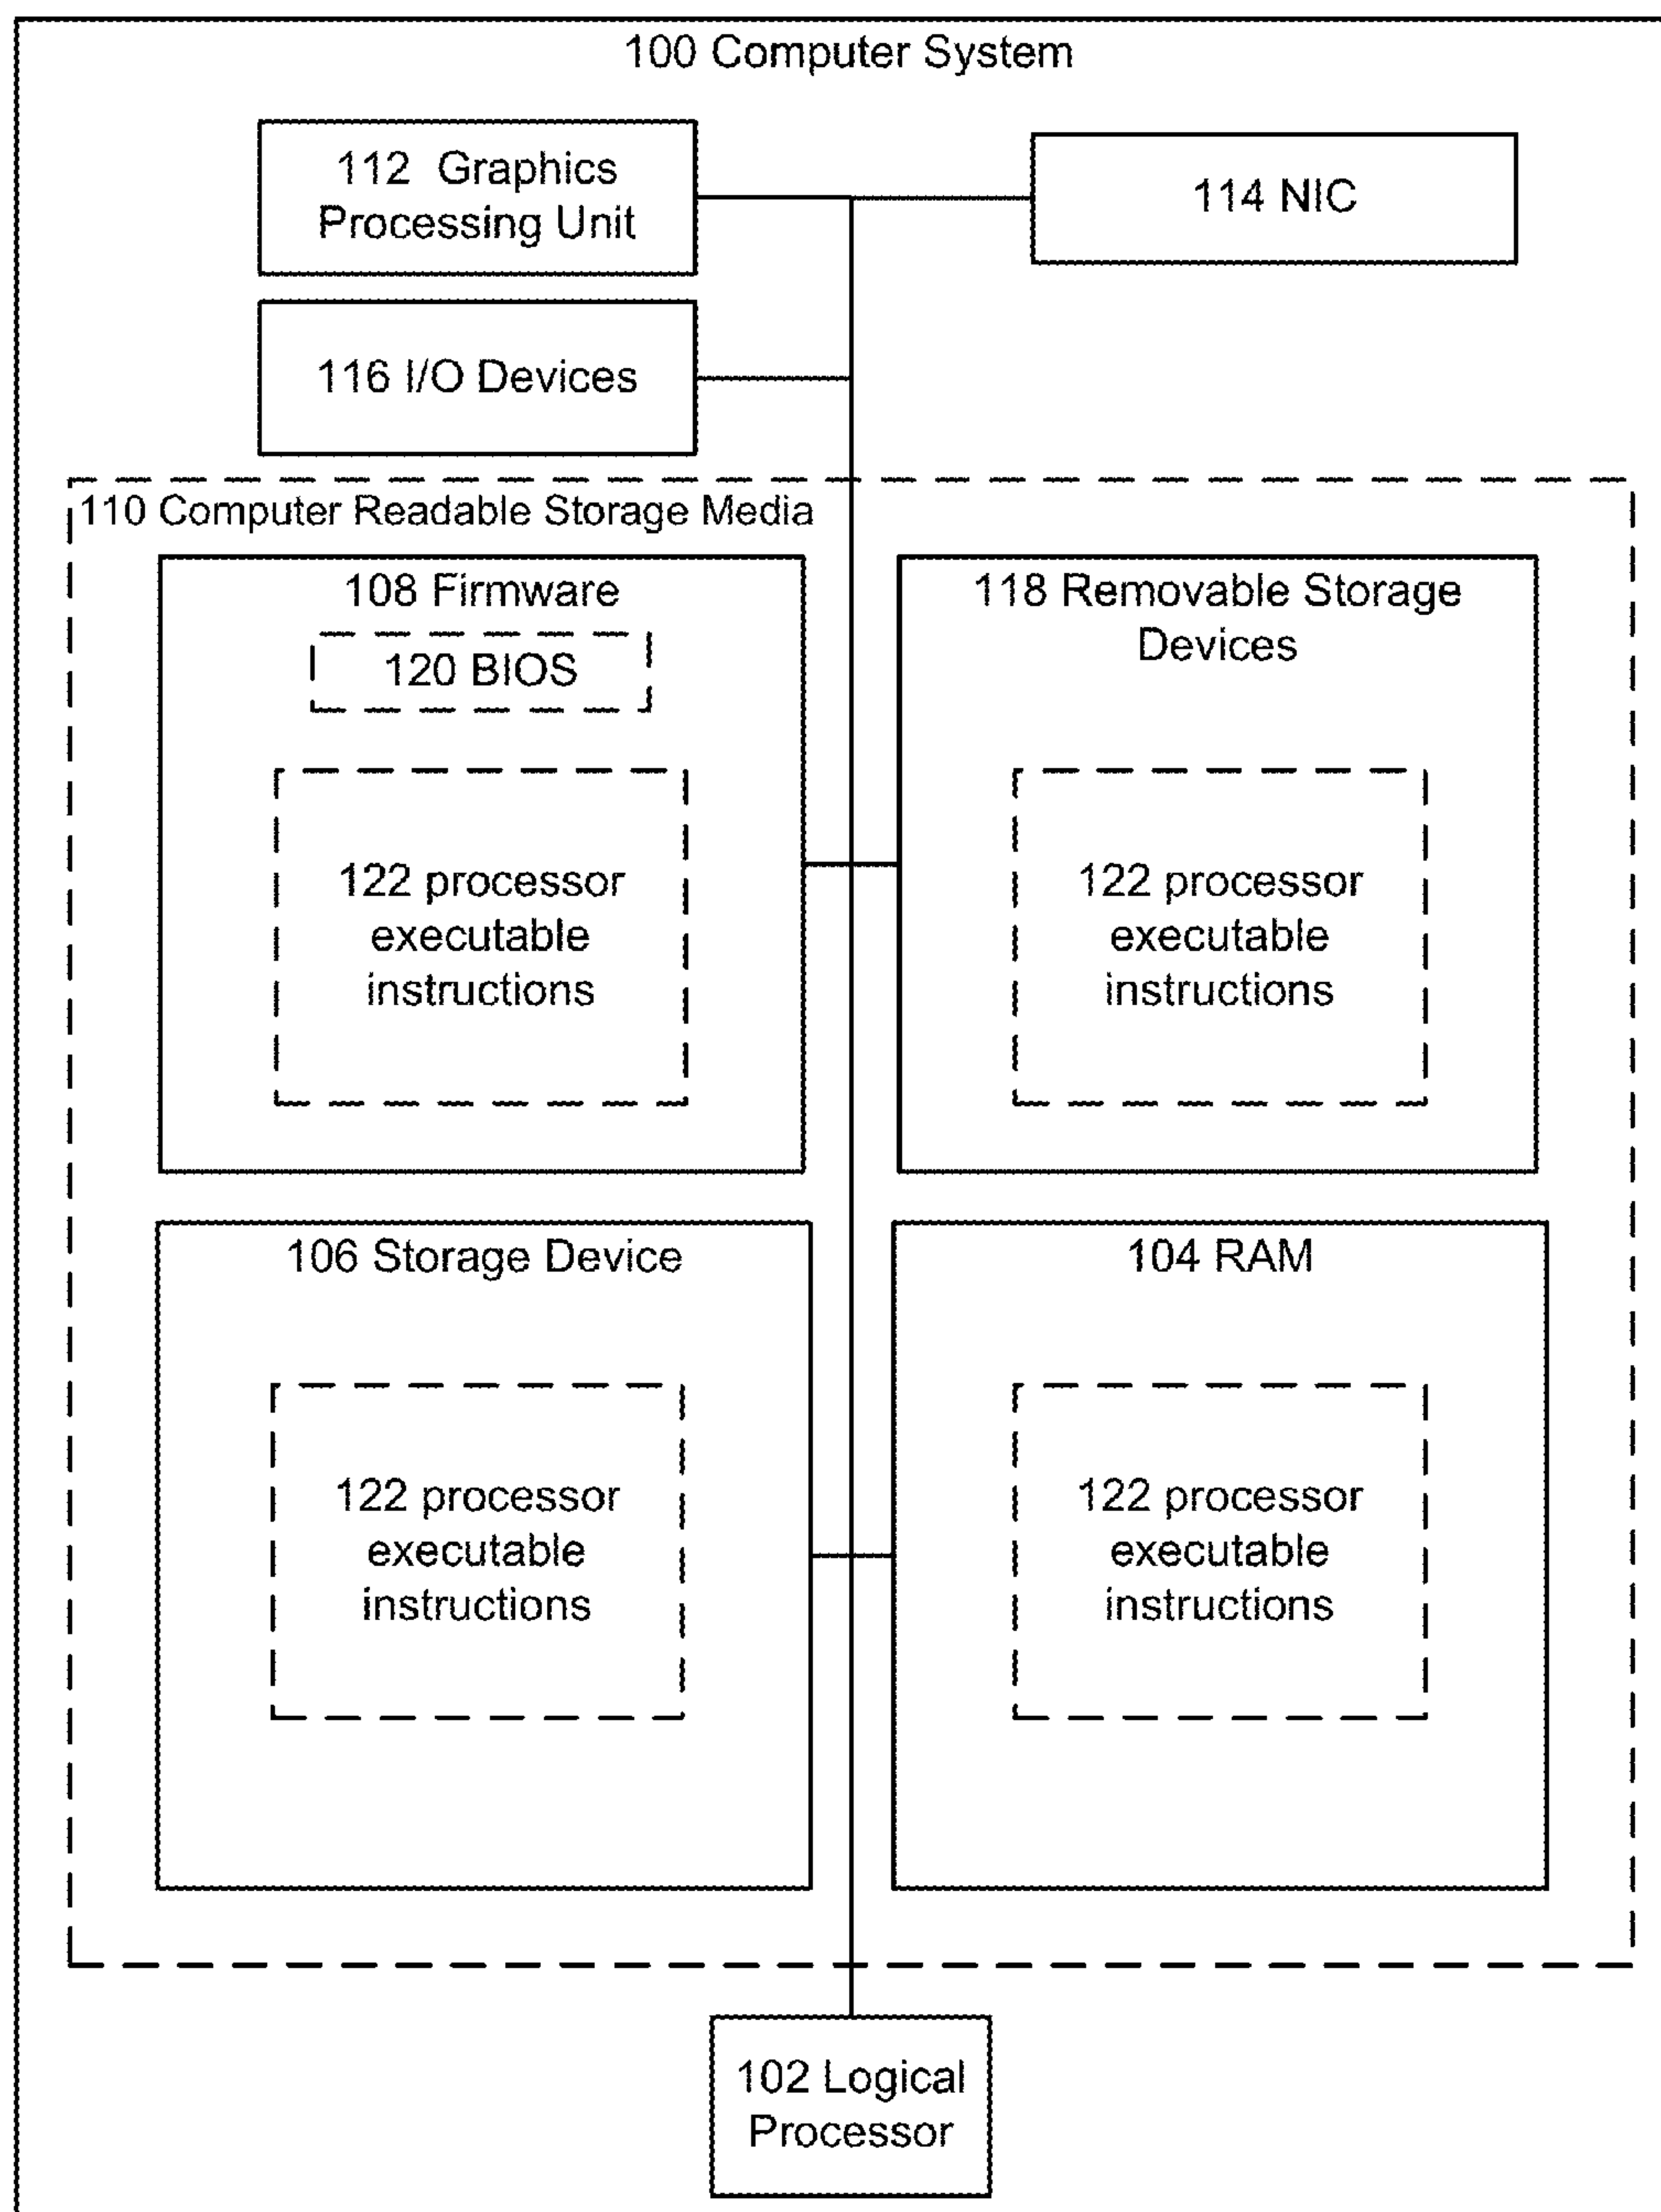 100 Computer System
112 Graphics
Processing Unit
114 NIC
116 I/O Devices
110 Computer Readable Storage Media
108 Firmware
120 BIOS
122 processor
executable
instructions
118 Removable Storage
Devices
122 processor
executable
instructions
106 Storage Device
122 processor
executable
instructions
104 RAM
122 processor
executable
instructions
102 Logical
Processor